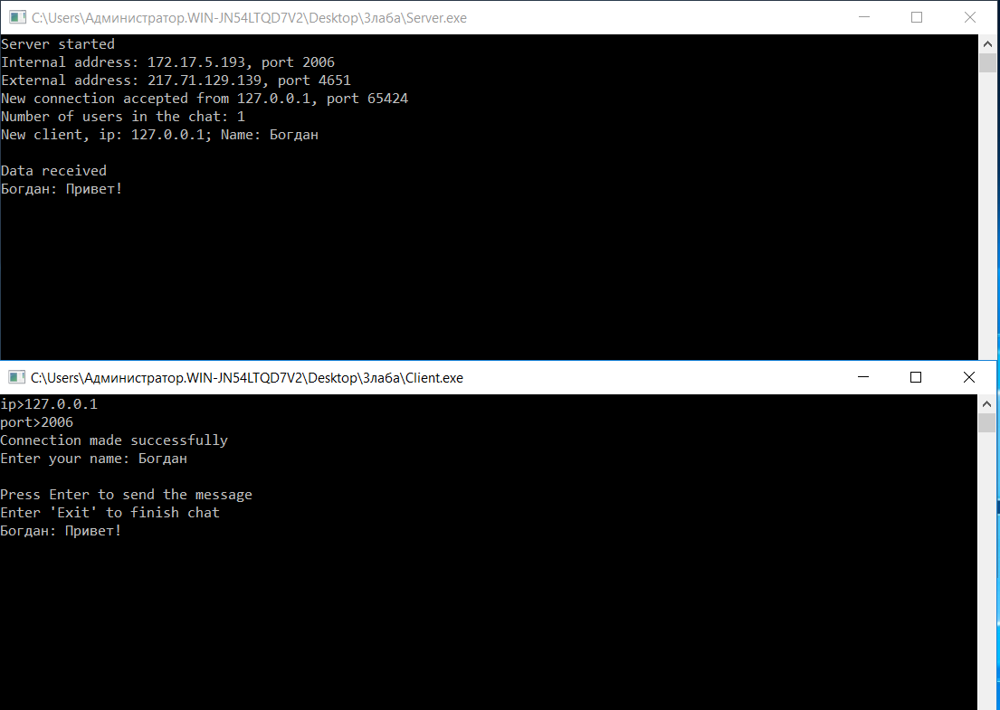 C:\Users\Администратор.WIN-JN54LTQD7V2\Desktop\3лаба\Server.exe
Server started
Internal address: 172.17.5.193, port 2006
External address: 217.71.129.139, port 4651
New connection accepted from 127.0.0.1, port 65424
Number of users in the chat: 1
New client, ip: 127.0.0.1; Name: Богдан
Data received
Богдан: Привет!
C:\Users\Администратор.WIN-JN54LTQD7V2\Desktop\3лаба\Client.exe
ip>127.0.0.1
port>2006
Connection made successfully
Enter your name: Богдан
Press Enter to send the message
Enter 'Exit' to finish chat
Богдан: Привет!